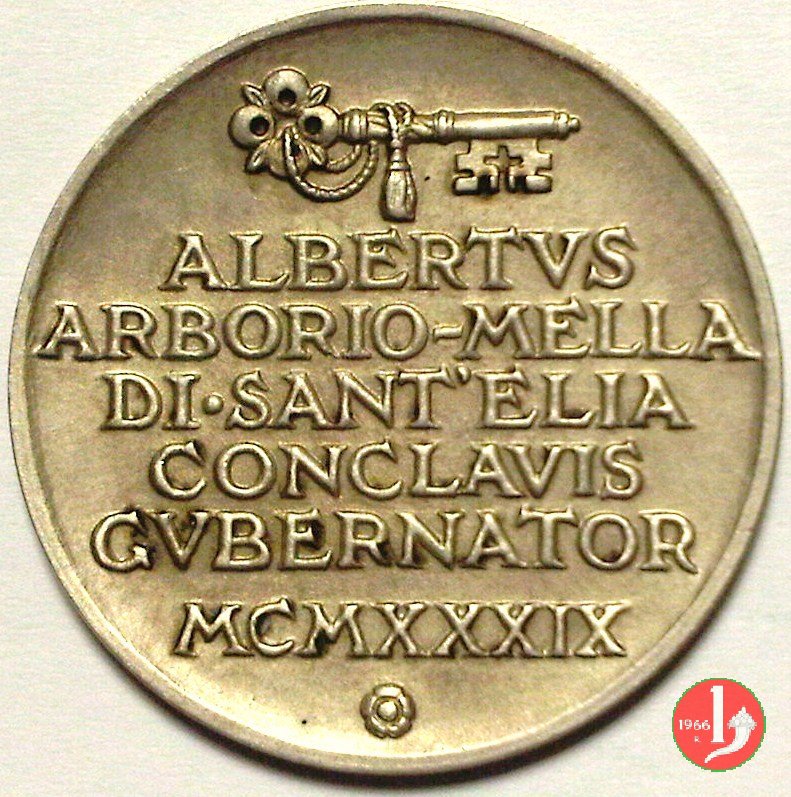 ALBERTVS
ARBORIO-MELLA
DI·SANT'ELIA
CONCLAVIS
GVBERNATOR
MCMXXXIX
1966
R